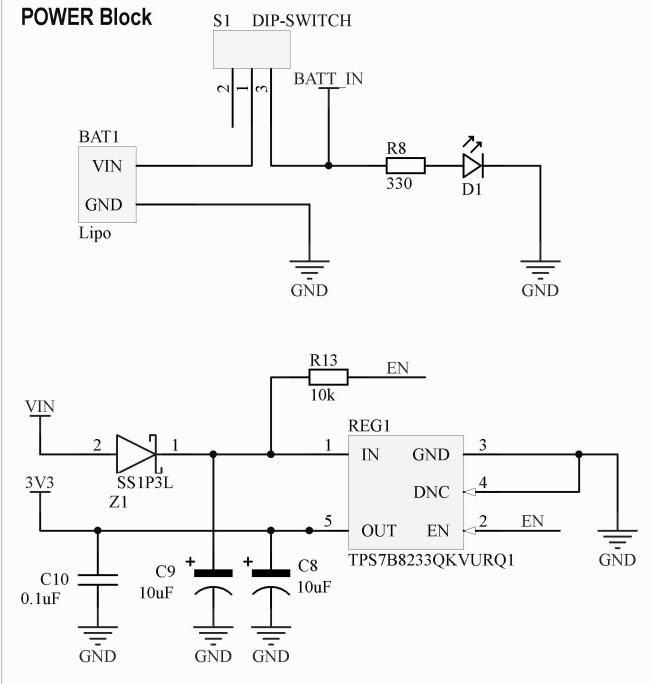 POWER Block
S1 DIP-SWITCH
2 1 3
BATT_IN
BAT1
VIN
GND
Lipo
R8
330
D1
GND
GND
R13
10k
EN
VIN
2
1
SS1P3L
Z1
REG1
1 IN
GND 3
DNC 4
3V3
5 OUT
EN 2 EN
TPS7B8233QKVURQ1
GND
C10
0.1uF
+
C9
10uF
+
C8
10uF
GND
GND
GND